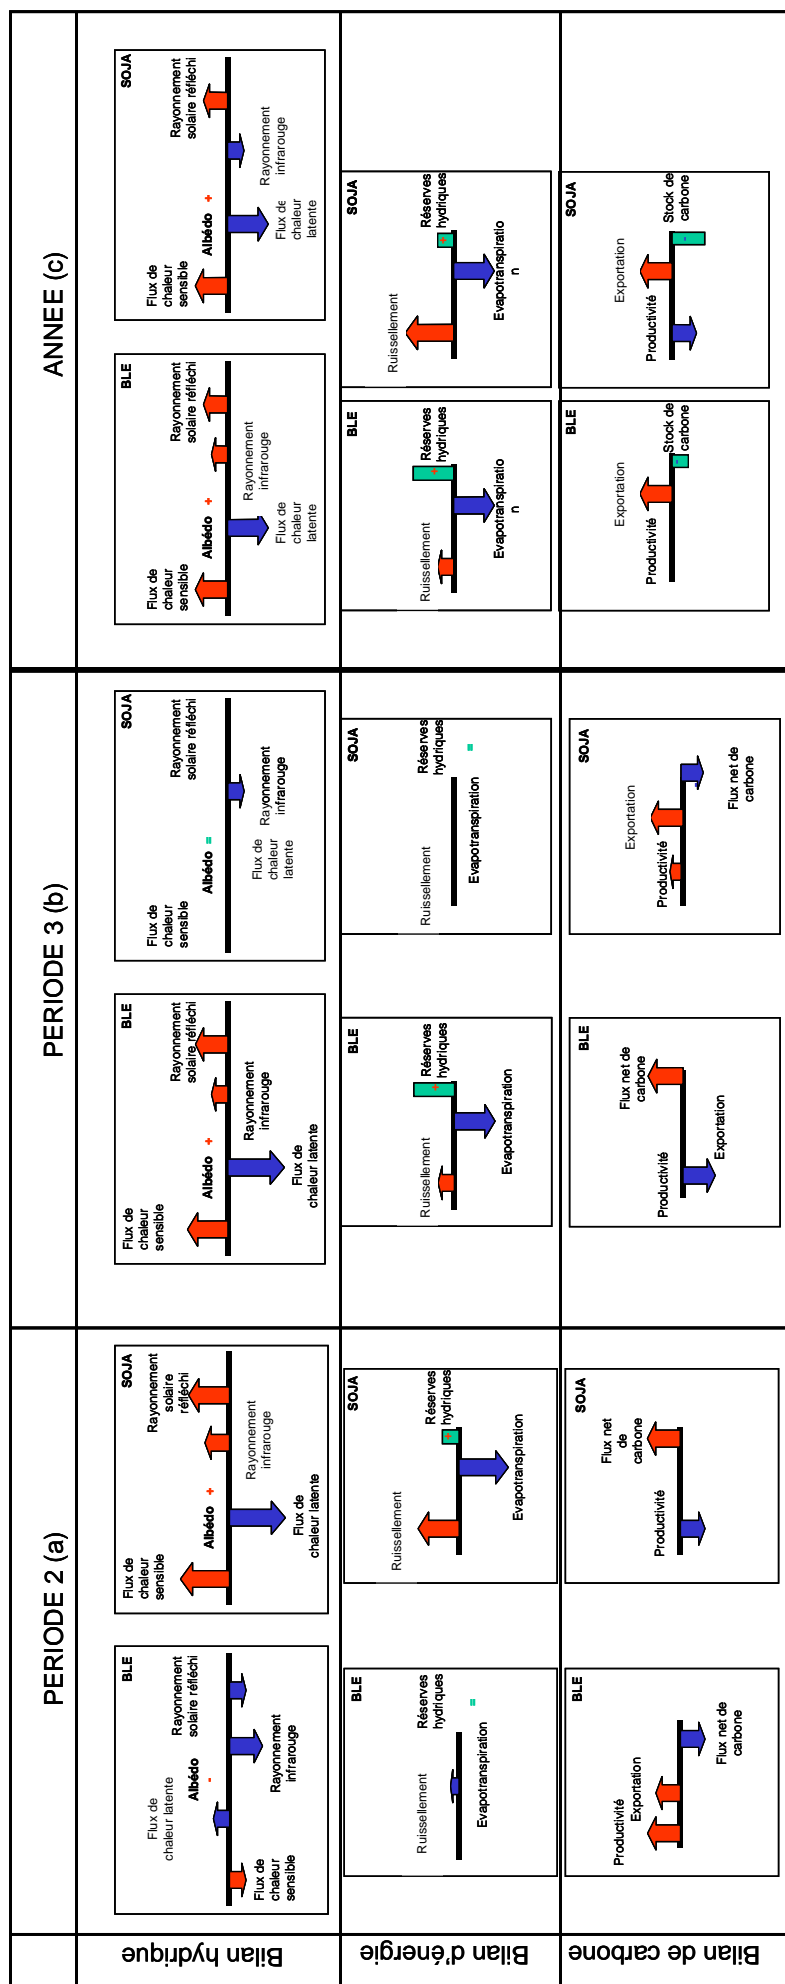 PERIODE 2 (a)
PERIODE 3 (b)
ANNEE (c)
Bilan hydrique
BLE
Flux de
chaleur sensible
Flux de
chaleur latente
Albédo -
Rayonnement
infrarouge
Rayonnement
solaire réfléchi
SOJA
Flux de
chaleur
sensible
Albédo +
Flux de
chaleur latente
Rayonnement
infrarouge
Rayonnement
solaire
réfléchi
BLE
Flux de
chaleur
sensible
Albédo +
Flux de
chaleur latente
Rayonnement
infrarouge
Rayonnement
solaire réfléchi
SOJA
Flux de
chaleur
sensible
Albédo =
Flux de
chaleur
latente
Rayonnement
infrarouge
Rayonnement
solaire réfléchi
BLE
Flux de
chaleur
sensible
Albédo +
Flux de
chaleur
latente
Rayonnement
infrarouge
Rayonnement
solaire réfléchi
SOJA
Flux de
chaleur
sensible
Albédo +
Flux de
chaleur
latente
Rayonnement
infrarouge
Rayonnement
solaire réfléchi
Bilan d'énergie
BLE
Ruissellement
Evapotranspiration
Réserves
hydriques =
SOJA
Ruissellement
Evapotranspiration
Réserves
hydriques
+
BLE
Ruissellement
Evapotranspiration
Réserves
hydriques
+
SOJA
Ruissellement
Evapotranspiration
Réserves
hydriques =
BLE
Ruissellement
Evapotranspiratio
n
Réserves
hydriques
+
SOJA
Ruissellement
Evapotranspiratio
n
Réserves
hydriques
+
Bilan de carbone
BLE
Productivité
Exportation
Flux net de
carbone
SOJA
Productivité
Flux net
de
carbone
BLE
Productivité
Exportation
Flux net de
carbone
SOJA
Productivité
Exportation
Flux net de
carbone
BLE
Productivité
Exportation
Stock de
carbone
-
SOJA
Productivité
Exportation
Stock de
carbone
-